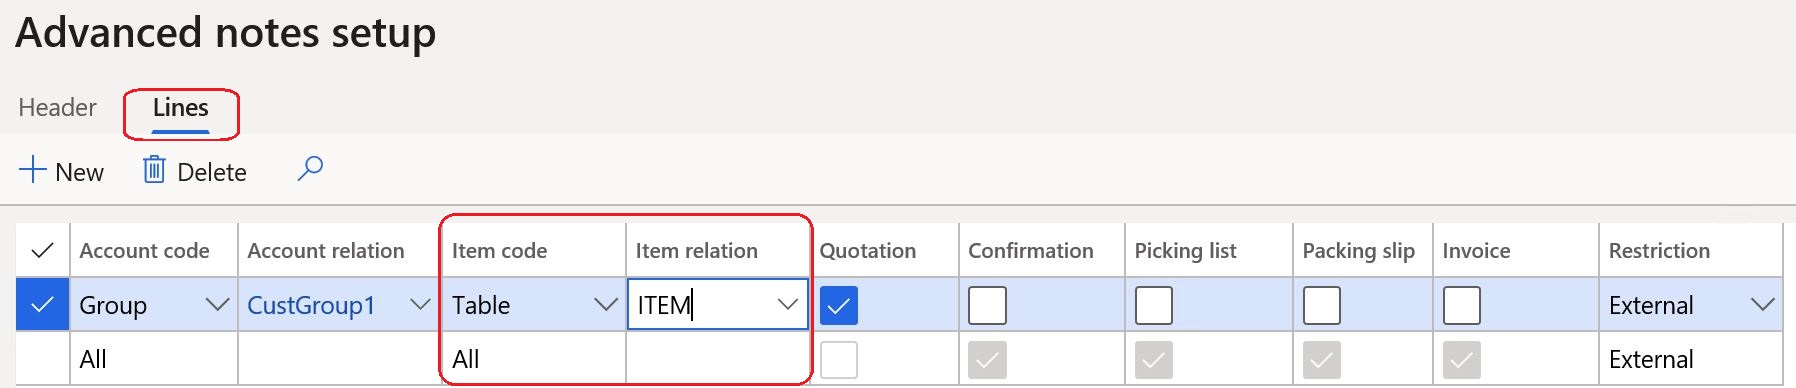 Advanced notes setup
Header Lines
New Delete
Account code Account relation Item code Item relation Quotation Confirmation Picking list Packing slip Invoice Restriction
Group CustGroup1 Table ITEM External
All All External